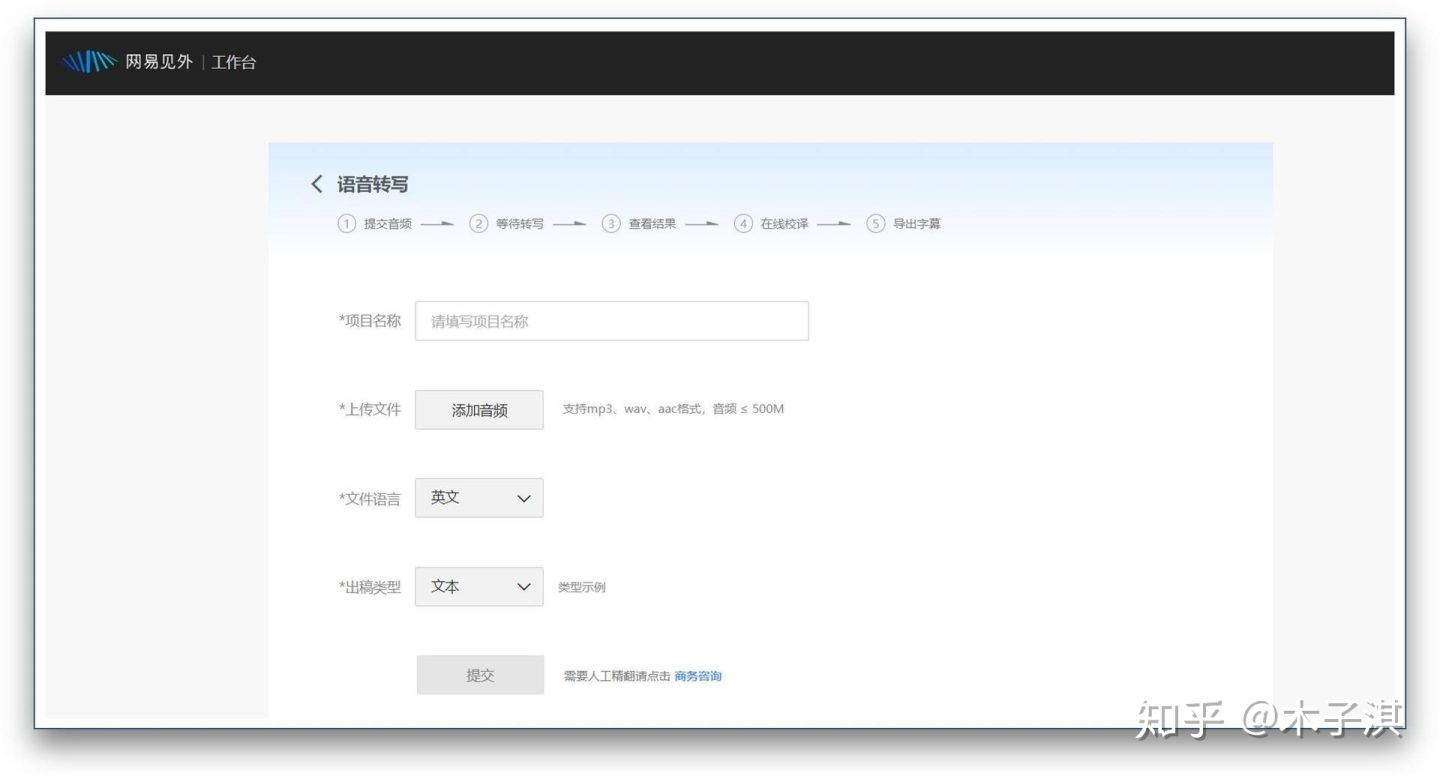 网易见外 | 工作台
语音转写
1 提交音频 2 等待转写 3 查看结果 4 在线校译 5 导出字幕
*项目名称 请填写项目名称
*上传文件 添加音频 支持mp3、wav、aac格式，音频 ≤ 500M
*文件语言 英文
*出稿类型 文本 类型示例
提交 需要人工精翻请点击 商务咨询
知乎 @木子淇